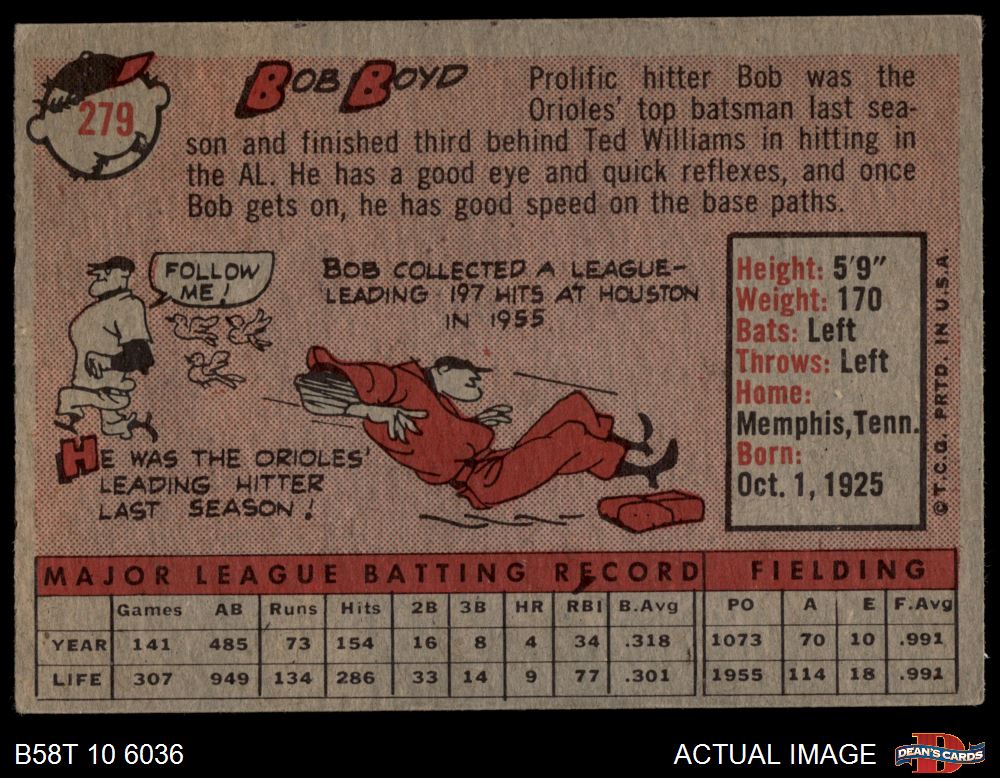 279
BOB BOYD
Prolific hitter Bob was the
Orioles' top batsman last sea-
son and finished third behind Ted Williams in hitting in
the AL. He has a good eye and quick reflexes, and once
Bob gets on, he has good speed on the base paths.
FOLLOW
ME!
BOB COLLECTED A LEAGUE-
LEADING 197 HITS AT HOUSTON
IN 1955
HE WAS THE ORIOLES'
LEADING HITTER
LAST SEASON!
Height: 5'9"
Weight: 170
Bats: Left
Throws: Left
Home:
Memphis, Tenn.
Born:
Oct. 1, 1925
© T.C.G. PRTD. IN U.S.A.
MAJOR LEAGUE BATTING RECORD FIELDING
Games AB Runs Hits 2B 3B HR RBI B.Avg PO A E F.Avg
YEAR 141 485 73 154 16 8 4 34 .318 1073 70 10 .991
LIFE 307 949 134 286 33 14 9 77 .301 1955 114 18 .991
B58T 10 6036
ACTUAL IMAGE
DEAN'S CARDS